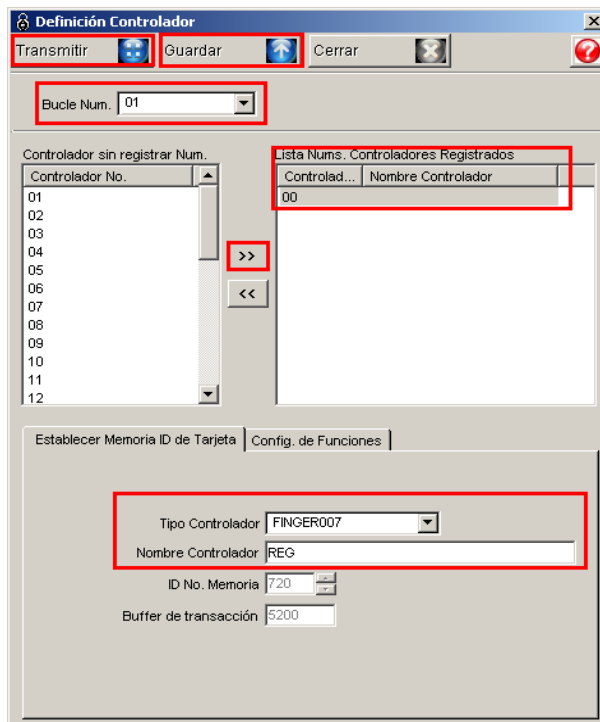 Definición Controlador
Transmitir Guardar Cerrar
Bucle Num. 01
Controlador sin registrar Num.
Controlador No.
01
02
03
04
05
06
07
08
09
10
11
12
>>
<<
Lista Nums. Controladores Registrados
Controlad... Nombre Controlador
00
Establecer Memoria ID de Tarjeta Config. de Funciones
Tipo Controlador FINGER007
Nombre Controlador REG
ID No. Memoria 720
Buffer de transacción 5200